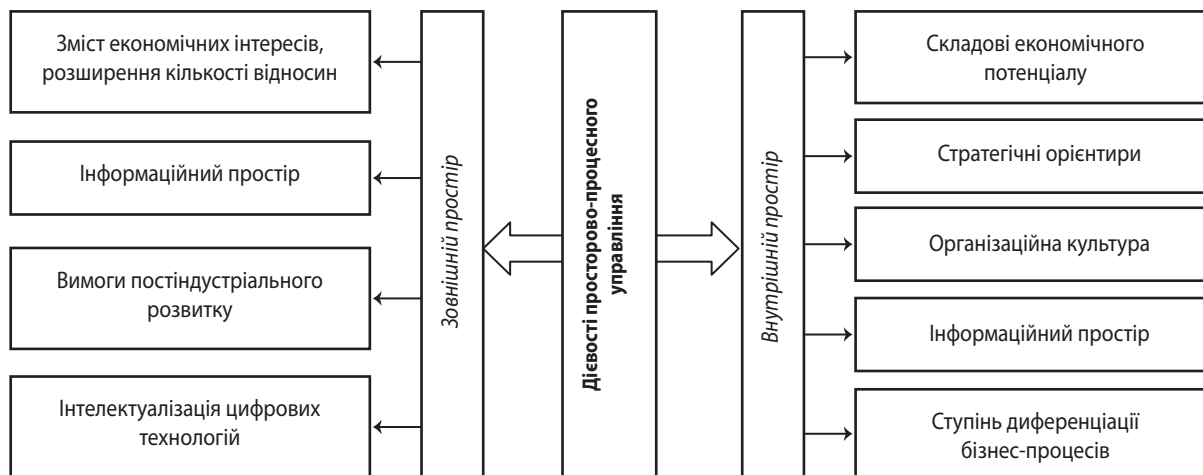 Зміст економічних інтересів,
розширення кількості відносин
Інформаційний простір
Вимоги постіндустріального
розвитку
Інтелектуалізація цифрових
технологій
Зовнішній простір
Дієвості просторово-процесного
управління
Внутрішній простір
Складові економічного
потенціалу
Стратегічні орієнтири
Організаційна культура
Інформаційний простір
Ступінь диференціації
бізнес-процесів